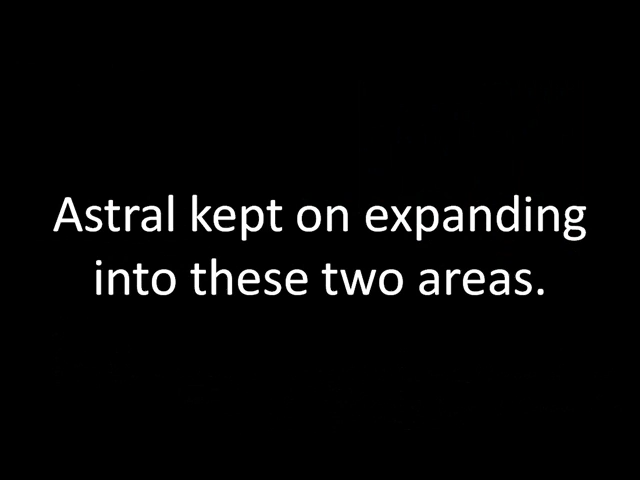 Astral kept on expanding
into these two areas.